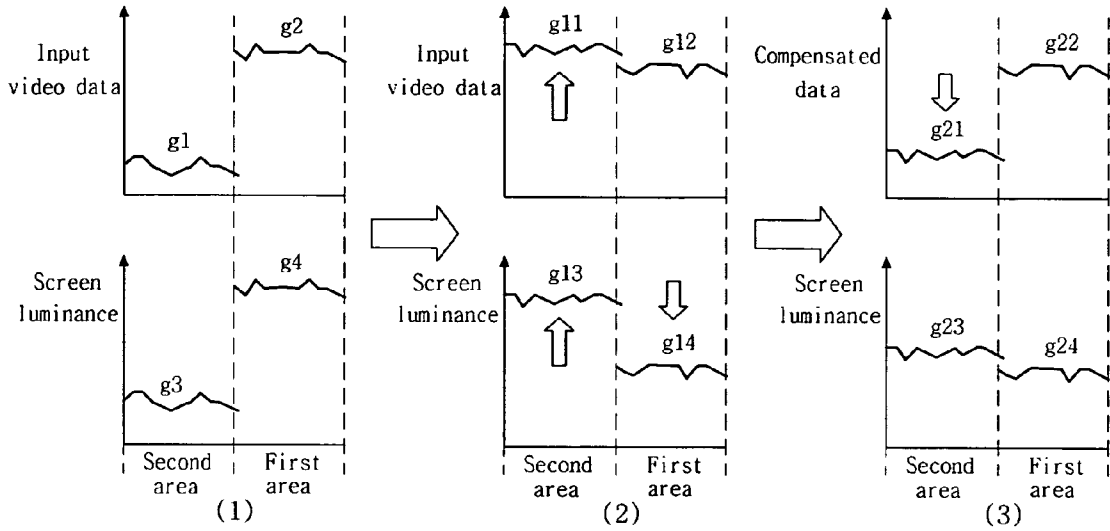 Input
video data
g1
g2
Screen
luminance
g3
g4
Second
area
First
area
(1)
Input
video data
g11
g12
Screen
luminance
g13
g14
Second
area
First
area
(2)
Compensated
data
g21
g22
Screen
luminance
g23
g24
Second
area
First
area
(3)